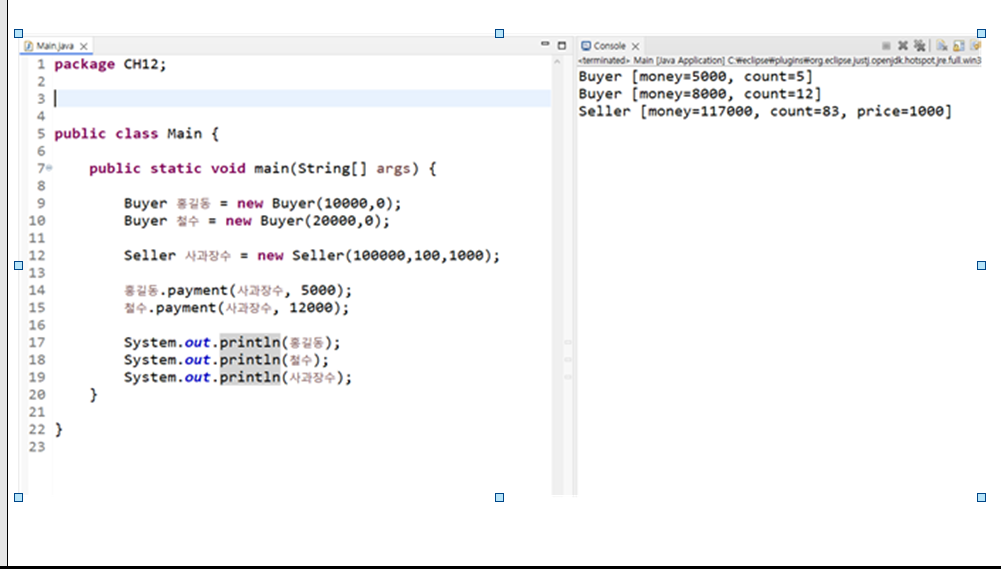 Main.java
1 package CH12;
2
3
4
5 public class Main {
6
7 public static void main(String[] args) {
8
9 Buyer 홍길동 = new Buyer(10000,0);
10 Buyer 철수 = new Buyer(20000,0);
11
12 Seller 사과장수 = new Seller(100000,100,1000);
13
14 홍길동.payment(사과장수, 5000);
15 철수.payment(사과장수, 12000);
16
17 System.out.println(홍길동);
18 System.out.println(철수);
19 System.out.println(사과장수);
20 }
21
22 }
23
Console
<terminated> Main [Java Application] C:₩eclipse₩plugins₩org.eclipse.justj.openjdk.hotspot.jre.full.win3
Buyer [money=5000, count=5]
Buyer [money=8000, count=12]
Seller [money=117000, count=83, price=1000]